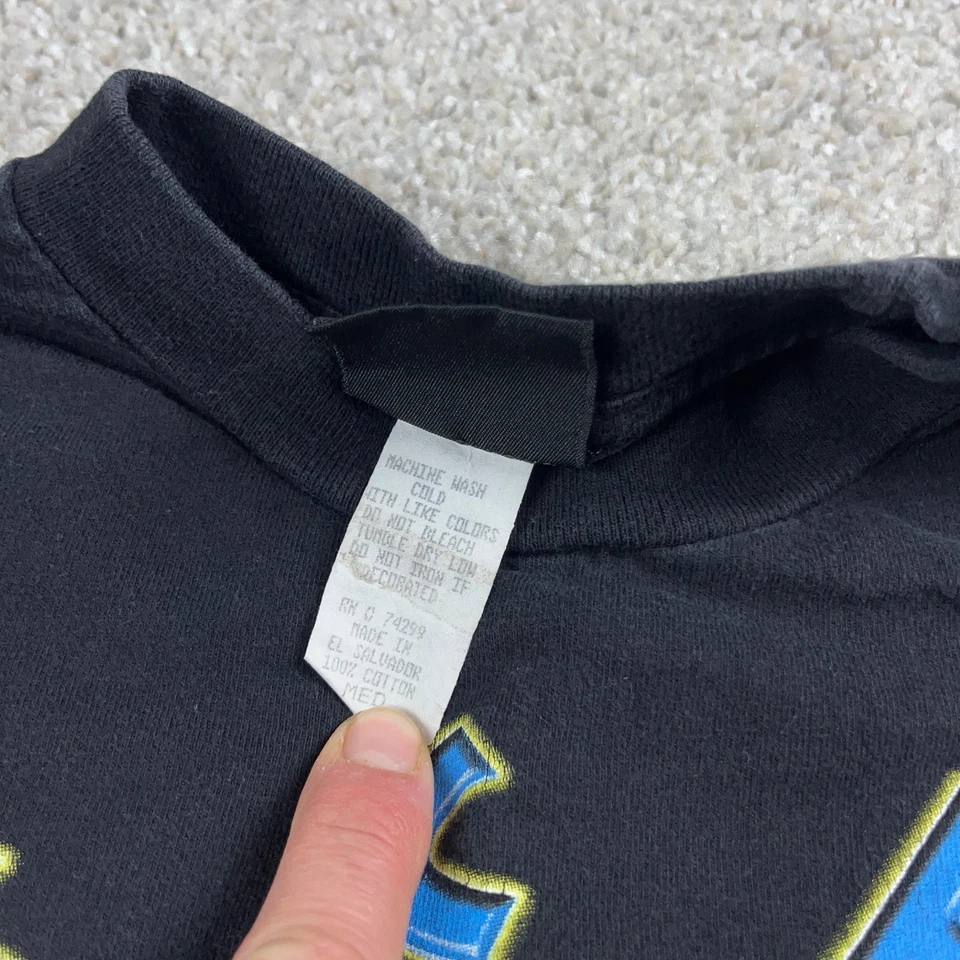 MACHINE WASH
COLD
WITH LIKE COLORS
DO NOT BLEACH
TUMBLE DRY LOW
DO NOT IRON IF
DECORATED
RN 0 74299
MADE IN
EL SALVADOR
100% COTTON
MED